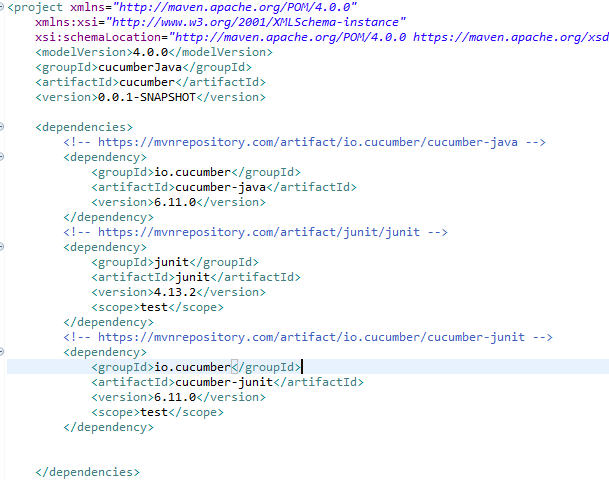 <project xmlns="http://maven.apache.org/POM/4.0.0"
xmlns:xsi="http://www.w3.org/2001/XMLSchema-instance"
xsi:schemaLocation="http://maven.apache.org/POM/4.0.0 https://maven.apache.org/xsd
<modelVersion>4.0.0</modelVersion>
<groupId>cucumberJava</groupId>
<artifactId>cucumber</artifactId>
<version>0.0.1-SNAPSHOT</version>
<dependencies>
<!-- https://mvnrepository.com/artifact/io.cucumber/cucumber-java -->
<dependency>
<groupId>io.cucumber</groupId>
<artifactId>cucumber-java</artifactId>
<version>6.11.0</version>
</dependency>
<!-- https://mvnrepository.com/artifact/junit/junit -->
<dependency>
<groupId>junit</groupId>
<artifactId>junit</artifactId>
<version>4.13.2</version>
<scope>test</scope>
</dependency>
<!-- https://mvnrepository.com/artifact/io.cucumber/cucumber-junit -->
<dependency>
<groupId>io.cucumber</groupId>
<artifactId>cucumber-junit</artifactId>
<version>6.11.0</version>
<scope>test</scope>
</dependency>
</dependencies>